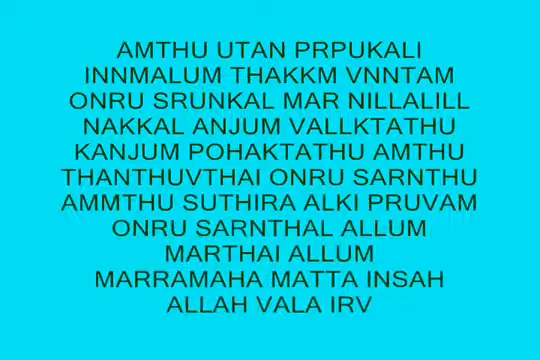 AMTHU UTAN PRPUKALI
INNMALUM THAKKM VNNTAM
ONRU SRUNKAL MAR NILLALILL
NAKKAL ANJUM VALLKTATHU
KANJUM POHAKTATHU AMTHU
THANTHUVTHAI ONRU SARNTHU
AMMTHU SUTHIRA ALKI PRUVAM
ONRU SARNTHAL ALLUM
MARTHAI ALLUM
MARRAMAHA MATTA INSAH
ALLAH VALA IRV